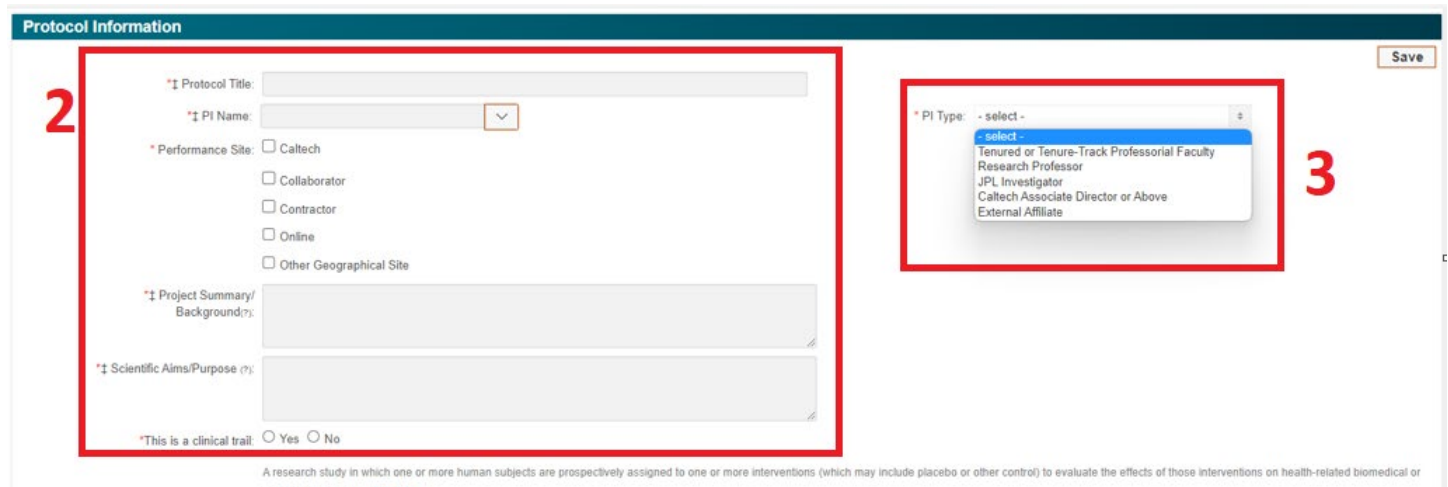 Protocol Information
Save
2
*‡ Protocol Title:
*‡ PI Name:
* Performance Site: Caltech
Collaborator
Contractor
Online
Other Geographical Site
*‡ Project Summary/
Background(?):
*‡ Scientific Aims/Purpose (?):
*This is a clinical trail: Yes No
* PI Type: - select -
- select -
Tenured or Tenure-Track Professorial Faculty
Research Professor
JPL Investigator
Caltech Associate Director or Above
External Affiliate
3
A research study in which one or more human subjects are prospectively assigned to one or more interventions (which may include placebo or other control) to evaluate the effects of those interventions on health-related biomedical or